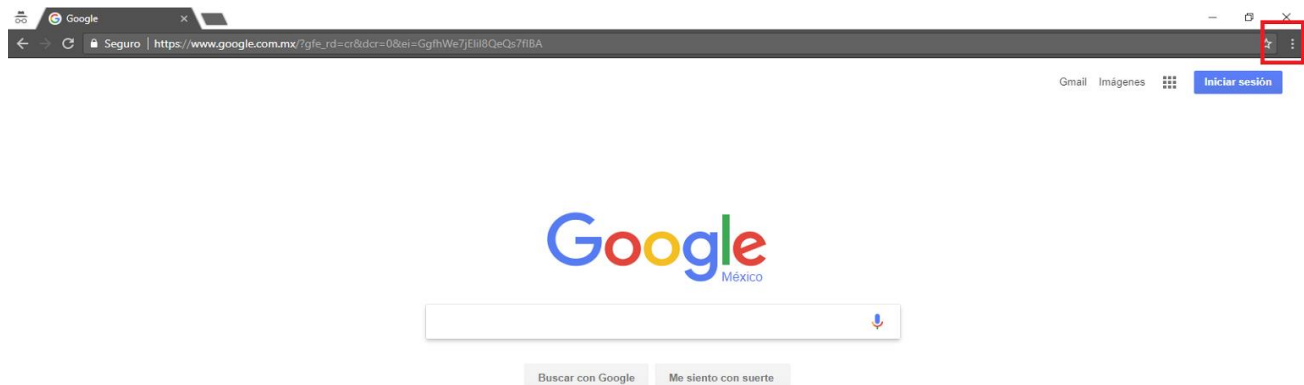 Google
Seguro | https://www.google.com.mx/?gfe_rd=cr&dcr=0&ei=GgfhWe7jEIiI8QeQs7fIBA
Gmail Imágenes Iniciar sesión
Google
México
Buscar con Google Me siento con suerte